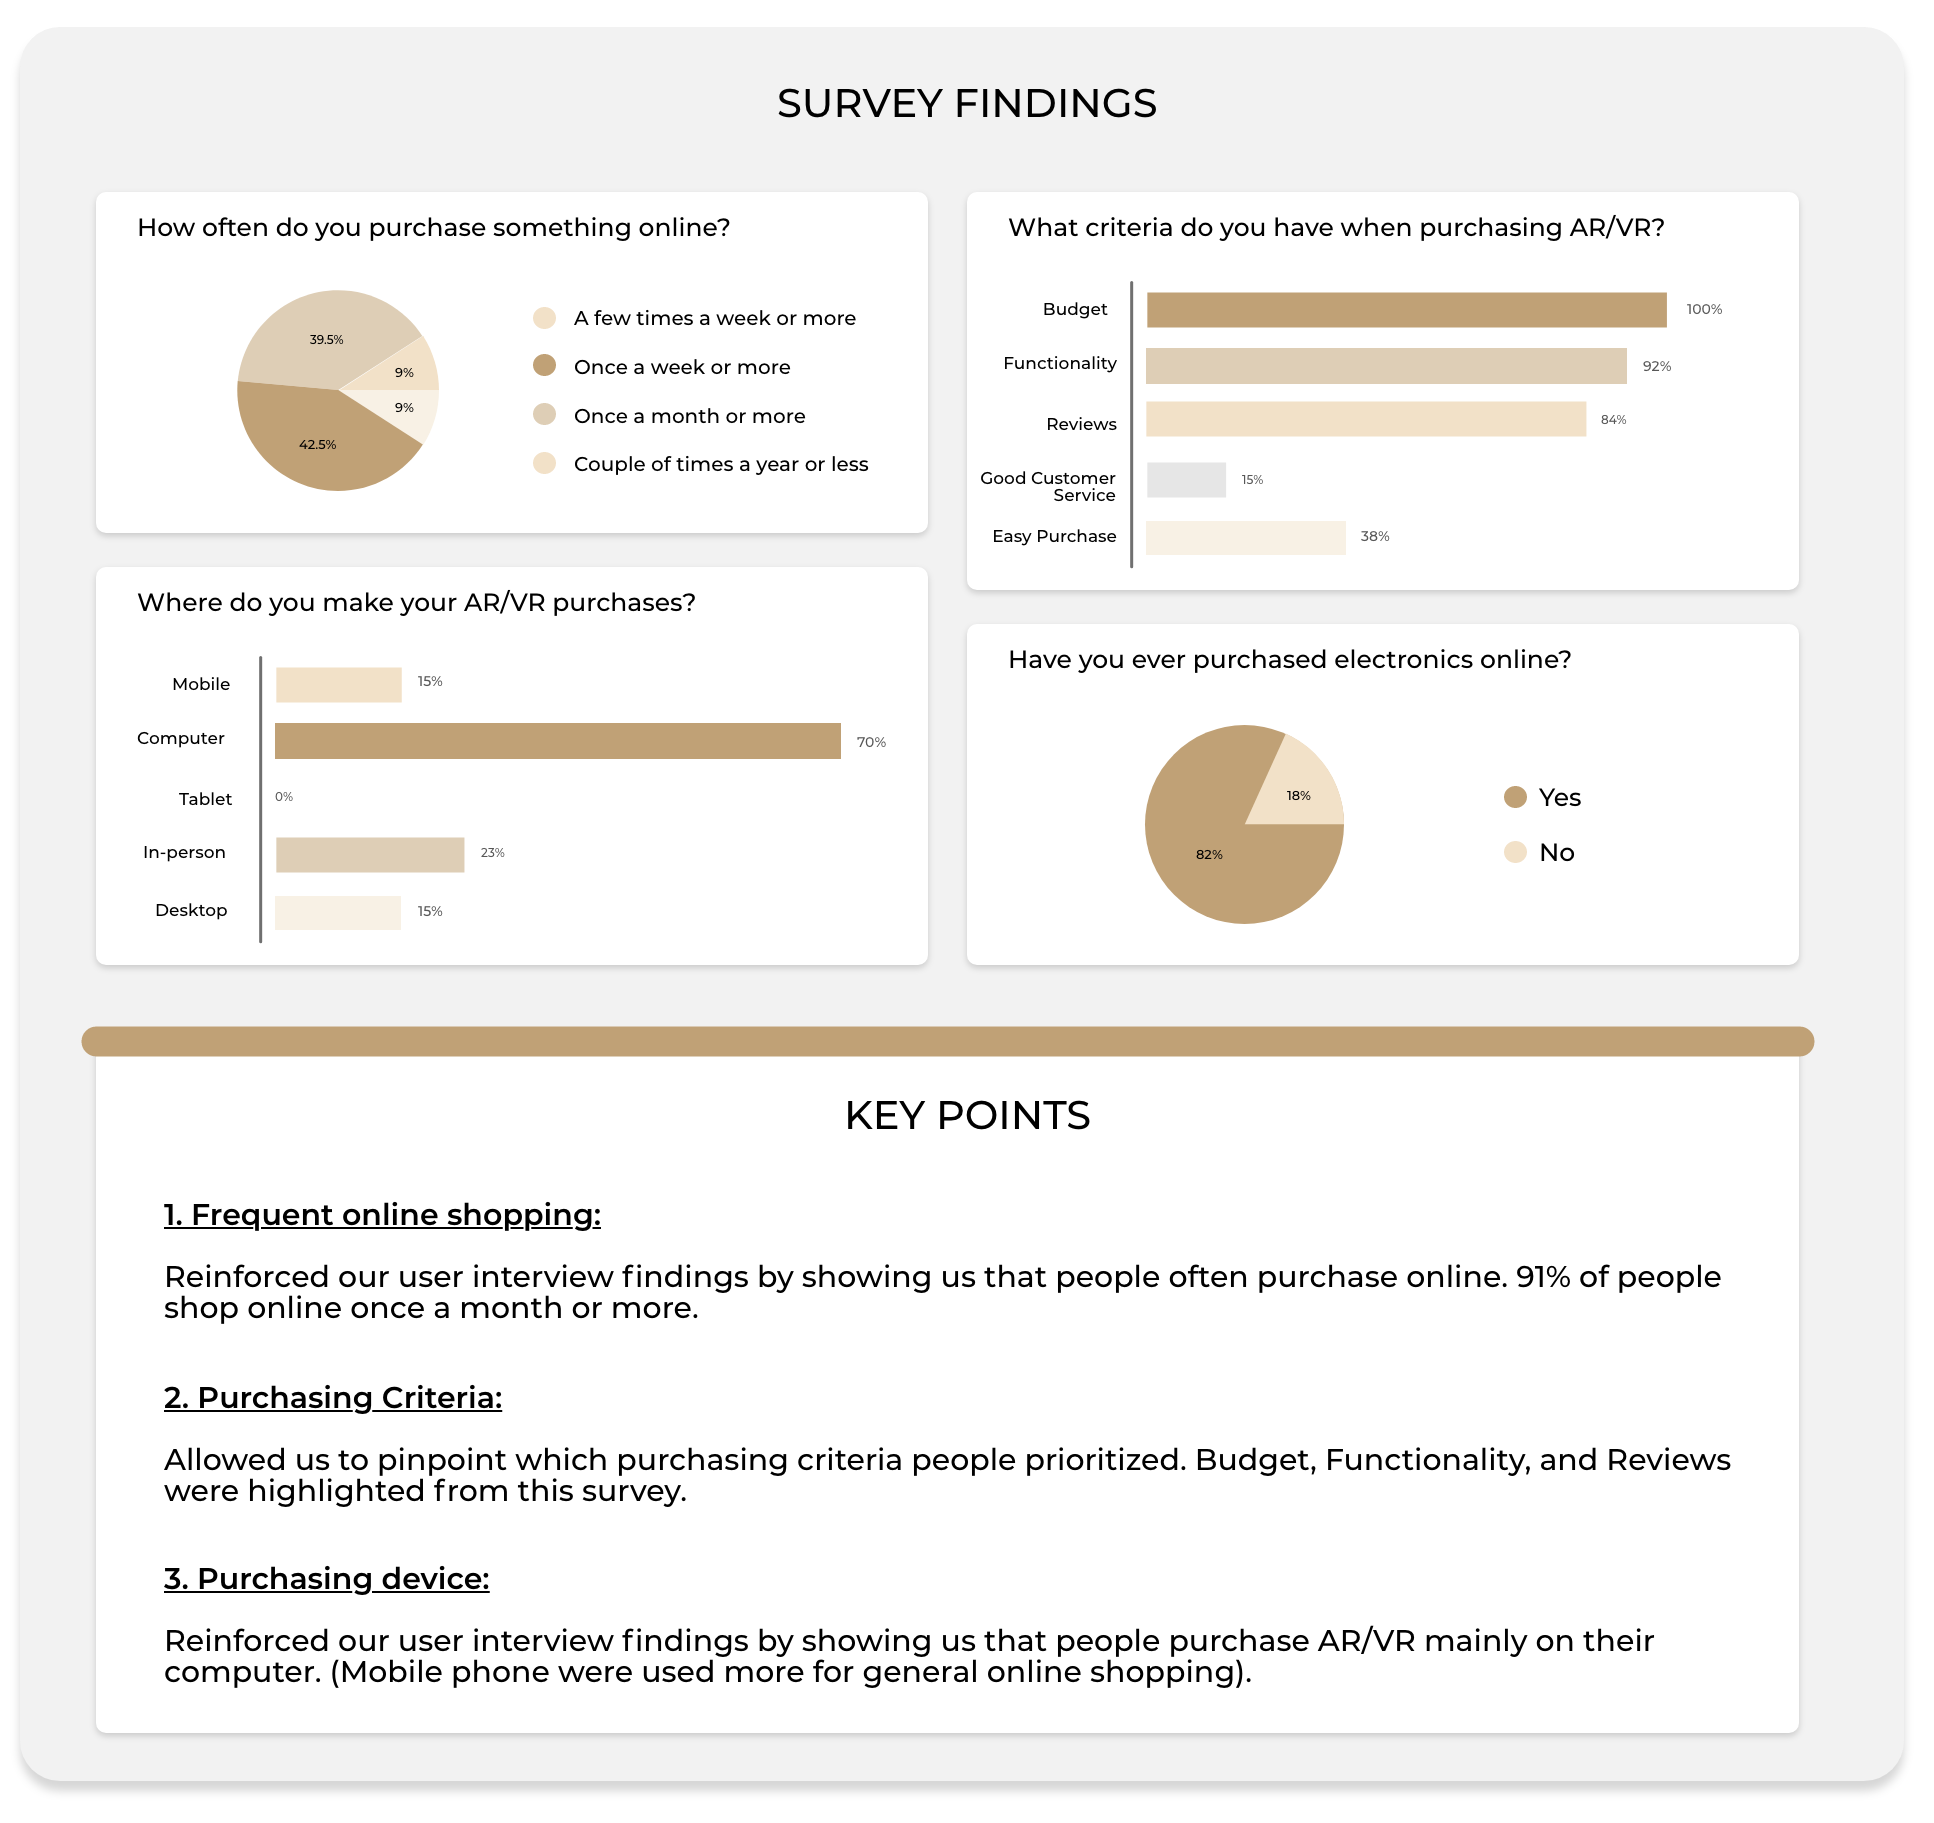 SURVEY FINDINGS
How often do you purchase something online?
39.5%
9%
9%
42.5%
A few times a week or more
Once a week or more
Once a month or more
Couple of times a year or less
What criteria do you have when purchasing AR/VR?
Budget
100%
Functionality
92%
Reviews
84%
Good Customer
Service
15%
Easy Purchase
38%
Where do you make your AR/VR purchases?
Mobile
15%
Computer
70%
Tablet
0%
In-person
23%
Desktop
15%
Have you ever purchased electronics online?
18%
82%
Yes
No
KEY POINTS
1. Frequent online shopping:
Reinforced our user interview findings by showing us that people often purchase online. 91% of people
shop online once a month or more.
2. Purchasing Criteria:
Allowed us to pinpoint which purchasing criteria people prioritized. Budget, Functionality, and Reviews
were highlighted from this survey.
3. Purchasing device:
Reinforced our user interview findings by showing us that people purchase AR/VR mainly on their
computer. (Mobile phone were used more for general online shopping).